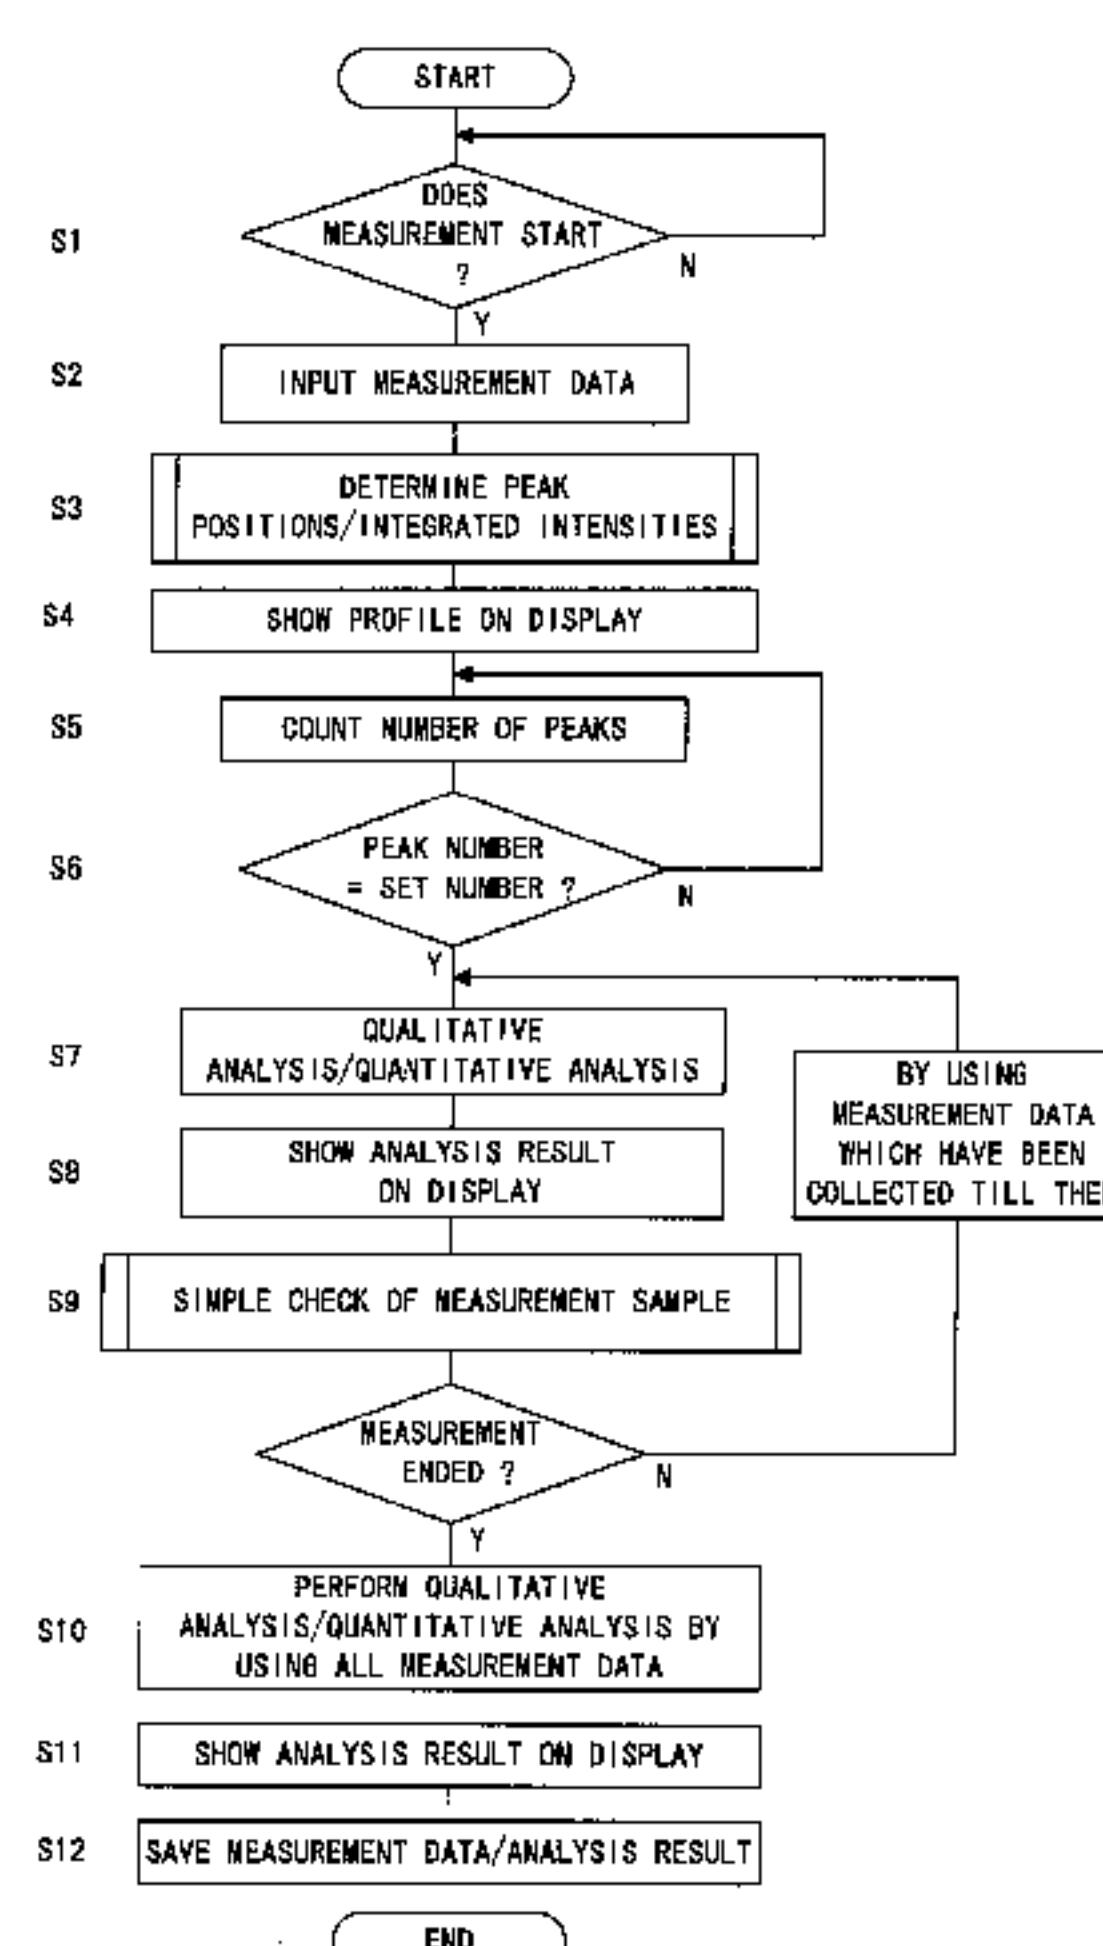 START
DOES
S1
MEASUREMENT START
?
N
Y
S2
INPUT MEASUREMENT DATA
S3
DETERMINE PEAK
POSITIONS/INTEGRATED INTENSITIES
S4
SHOW PROFILE ON DISPLAY
S5
COUNT NUMBER OF PEAKS
S6
PEAK NUMBER
= SET NUMBER ?
N
Y
S7
QUALITATIVE
ANALYSIS/QUANTITATIVE ANALYSIS
BY USING
MEASUREMENT DATA
WHICH HAVE BEEN
COLLECTED TILL
S8
SHOW ANALYSIS RESULT
ON DISPLAY
S9
SIMPLE CHECK OF MEASUREMENT SAMPLE
MEASUREMENT
ENDED ?
N
Y
S10
PERFORM QUALITATIVE
ANALYSIS/QUANTITATIVE ANALYSIS BY
USING ALL MEASUREMENT DATA
S11
SHOW ANALYSIS RESULT ON DISPLAY
S12
SAVE MEASUREMENT DATA/ANALYSIS RESULT
END